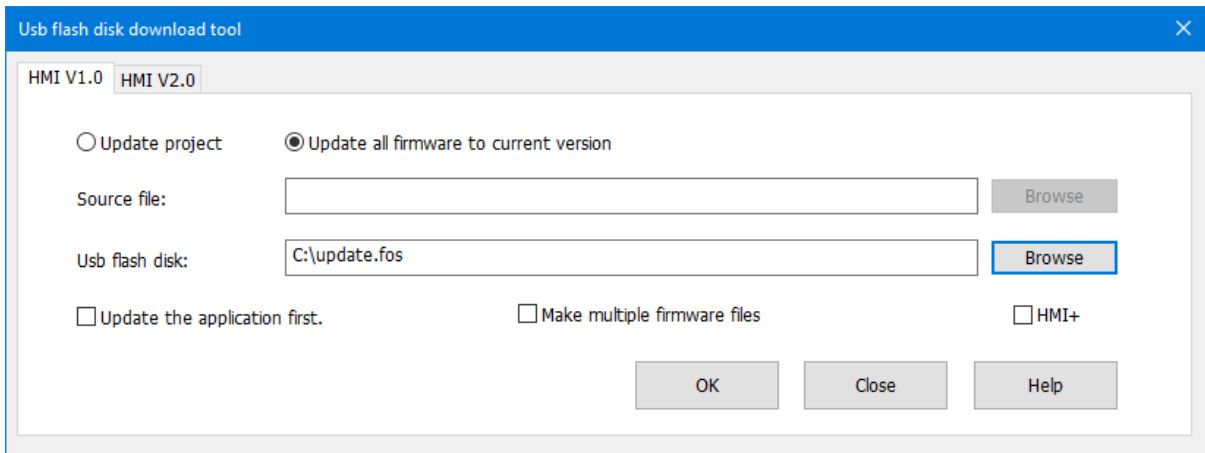 Usb flash disk download tool
HMI V1.0 HMI V2.0
Update project Update all firmware to current version
Source file: Browse
Usb flash disk: C:\update.fos Browse
Update the application first. Make multiple firmware files HMI+
OK Close Help